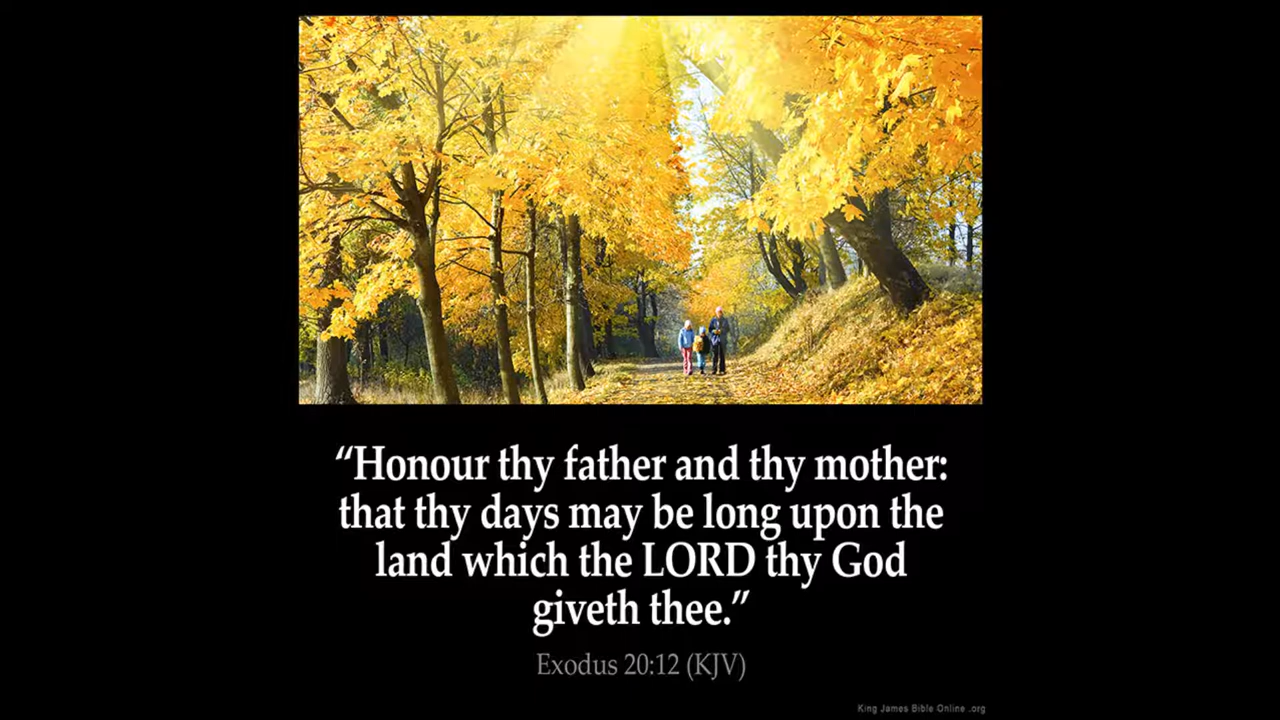 “Honour thy father and thy mother:
that thy days may be long upon the
land which the LORD thy God
giveth thee.”
Exodus 20:12 (KJV)
King James Bible Online .org